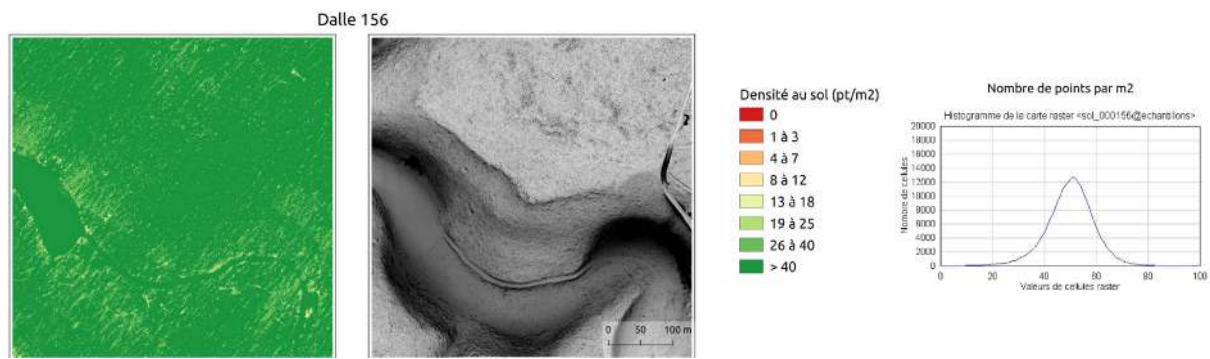 Dalle 156
0 50 100 m
Densité au sol (pt/m2)
0
1 à 3
4 à 7
8 à 12
13 à 18
19 à 25
26 à 40
> 40
Nombre de points par m2
Histogramme de la carte raster <sol_000156@echantillons>
Nombre de cellules
20000
18000
16000
14000
12000
10000
8000
6000
4000
2000
0
0 20 40 60 80 100
Valeurs de cellules raster